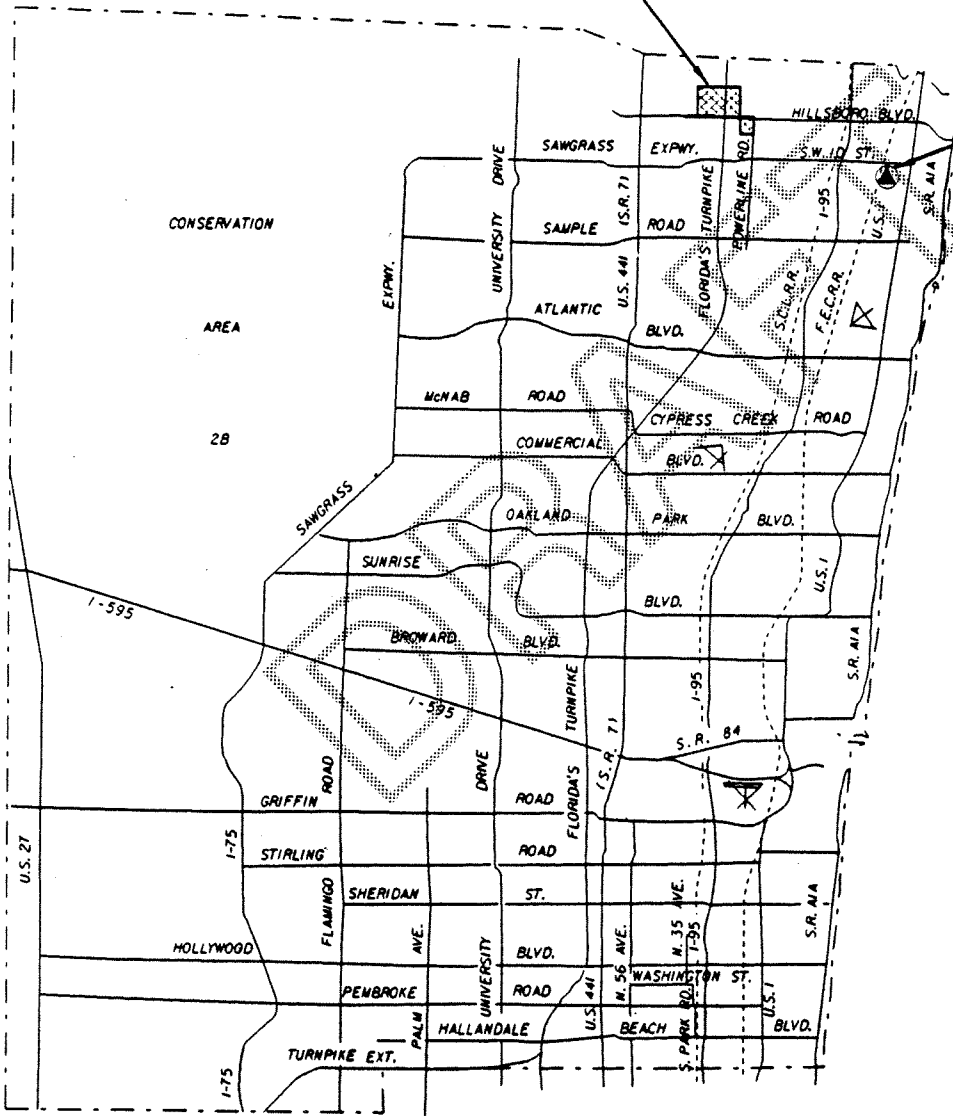 HILLSBORO BLVD.
SAWGRASS EXPWY. S.W. 10 ST
CONSERVATION
AREA
2B
EXPWY.
UNIVERSITY DRIVE
U.S. 441 (S.R. 7)
FLORIDA'S TURNPIKE
POWERLINE RD.
I-95
U.S. 1
S.R. A1A
SAMPLE ROAD
S.C.L.R.R.
F.E.C.R.R.
ATLANTIC BLVD.
McNAB ROAD
CYPRESS CREEK ROAD
COMMERCIAL BLVD.
SAWGRASS
OAKLAND PARK BLVD.
SUNRISE BLVD.
U.S. 1
I-595
BROWARD BLVD.
S.R. A1A
I-595
I-95
S.R. 84
FLORIDA'S TURNPIKE
(S.R. 7)
UNIVERSITY DRIVE
FLAMINGO ROAD
GRIFFIN ROAD
U.S. 27
I-75
STIRLING ROAD
SHERIDAN ST.
N. 35 AVE.
I-95
S.R. A1A
HOLLYWOOD BLVD.
PALM AVE.
U.S. 441
N. 56 AVE.
WASHINGTON ST.
PEMBROKE ROAD
S. PARK RD.
U.S. 1
HALLANDALE BEACH BLVD.
TURNPIKE EXT.
I-75
DRAFT